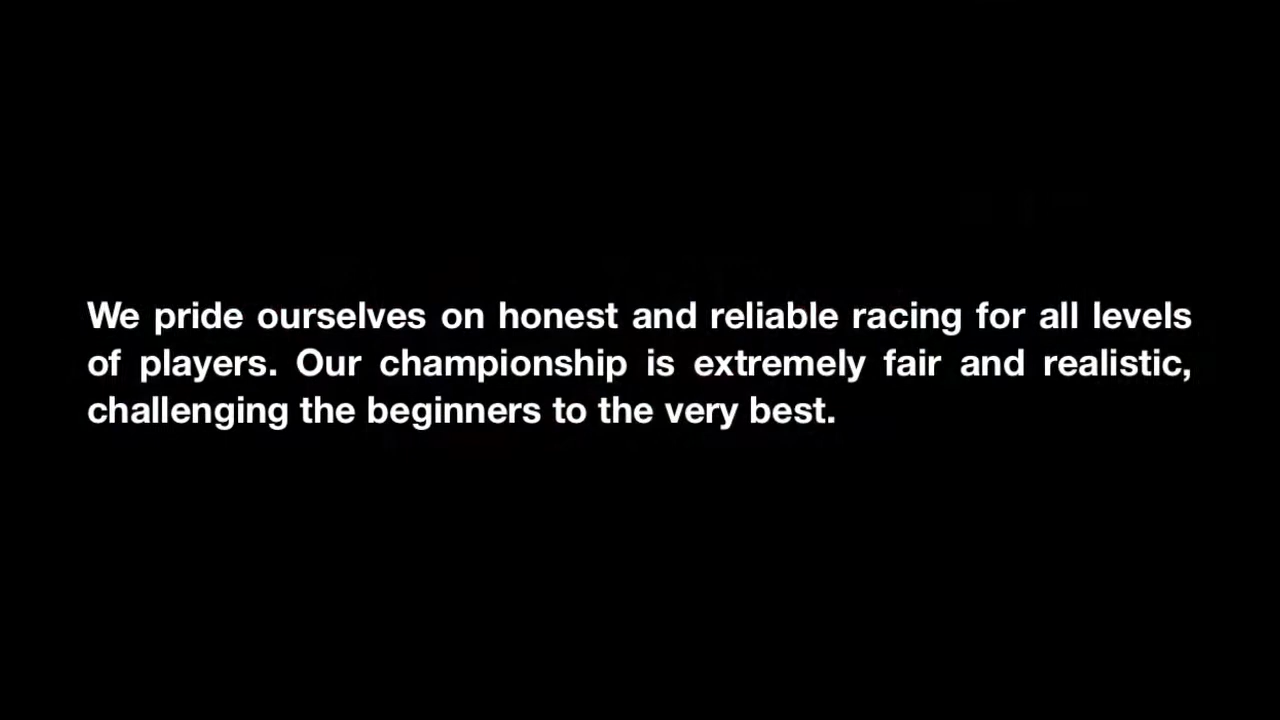 We pride ourselves on honest and reliable racing for all levels
of players. Our championship is extremely fair and realistic,
challenging the beginners to the very best.